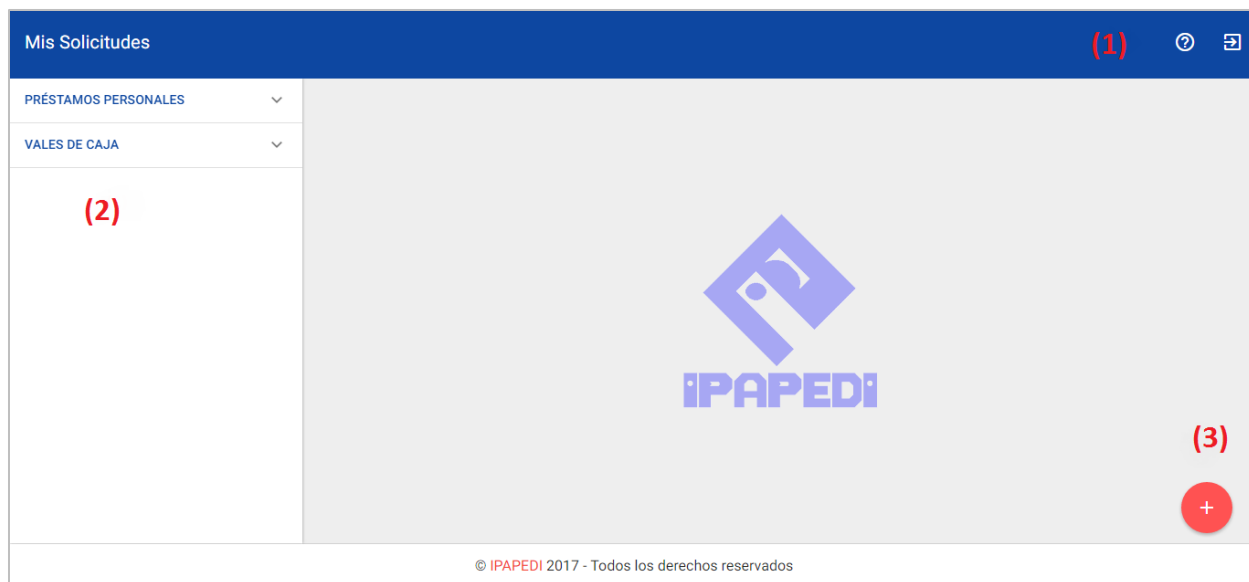 Mis Solicitudes
(1)
PRÉSTAMOS PERSONALES
VALES DE CAJA
(2)
IPAPEDI
(3)
+
© IPAPEDI 2017 - Todos los derechos reservados